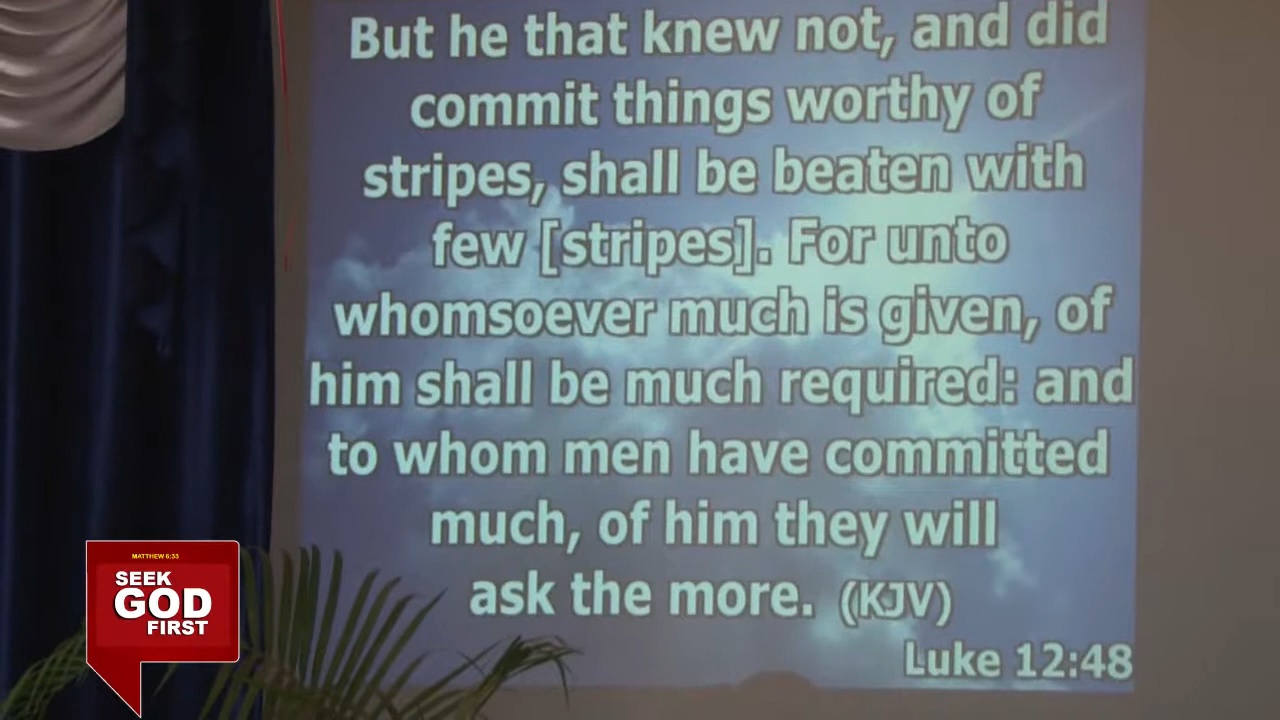 But he that knew not, and did
commit things worthy of
stripes, shall be beaten with
few [stripes]. For unto
whomsoever much is given, of
him shall be much required: and
to whom men have committed
much, of him they will
ask the more. (KJV)
Luke 12:48
MATTHEW 6:33
SEEK
GOD
FIRST